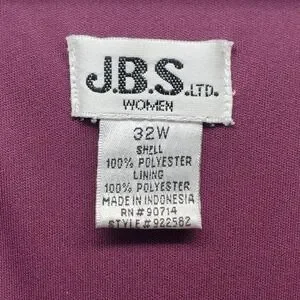 J.B.S.LTD.
WOMEN
32W
SHELL
100% POLYESTER
LINING
100% POLYESTER
MADE IN INDONESIA
RN # 90714
STYLE # 922582